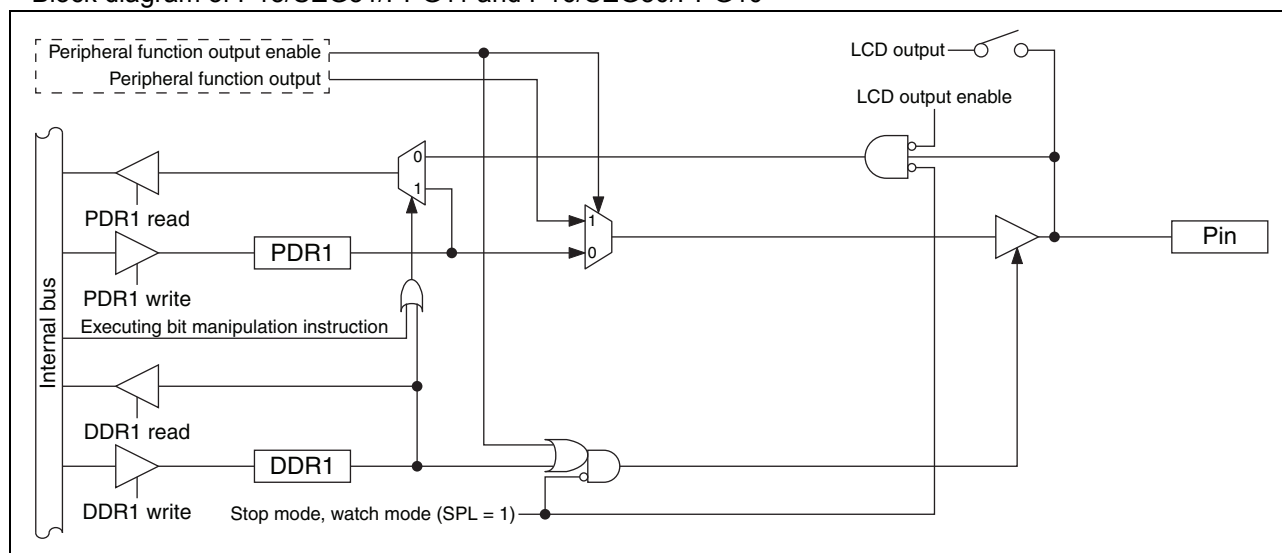 Peripheral function output enable
Peripheral function output
LCD output
LCD output enable
0
1
PDR1 read
1
0
PDR1
Pin
PDR1 write
Executing bit manipulation instruction
Internal bus
DDR1 read
DDR1
DDR1 write
Stop mode, watch mode (SPL = 1)